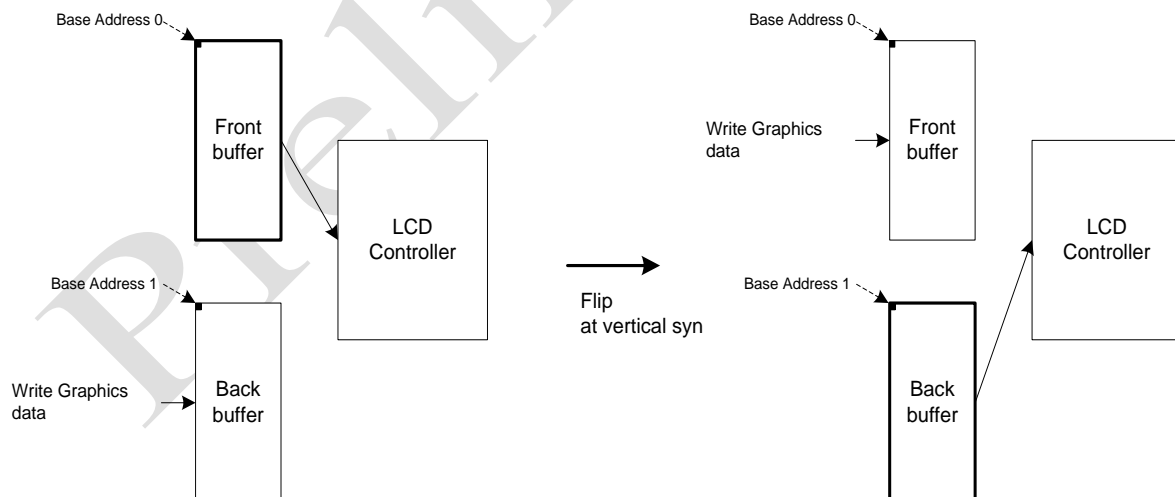 Base Address 0
Front
buffer
LCD
Controller
Base Address 1
Write Graphics
data
Back
buffer
Flip
at vertical syn
Base Address 0
Write Graphics
data
Front
buffer
LCD
Controller
Base Address 1
Back
buffer
Preli